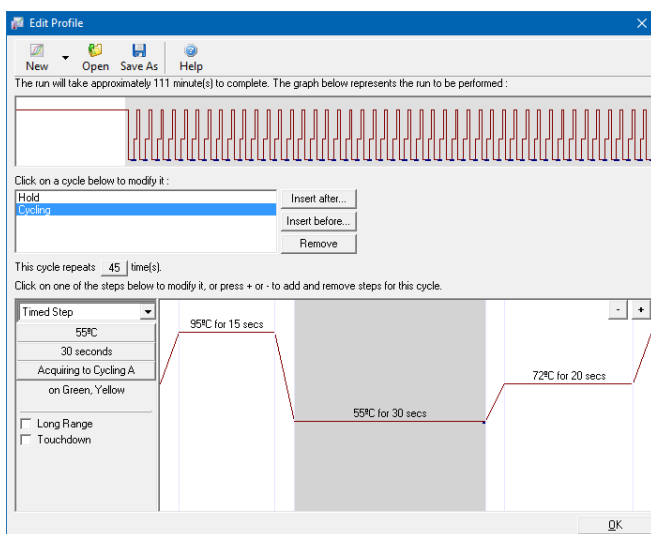 Edit Profile
New Open Save As Help
The run will take approximately 111 minute(s) to complete. The graph below represents the run to be performed :
Click on a cycle below to modify it :
Hold
Cycling
Insert after...
Insert before...
Remove
This cycle repeats 45 time(s).
Click on one of the steps below to modify it, or press + or - to add and remove steps for this cycle.
Timed Step
- +
55ºC
30 seconds
Acquiring to Cycling A
on Green, Yellow
Long Range
Touchdown
95ºC for 15 secs
55ºC for 30 secs
72ºC for 20 secs
OK